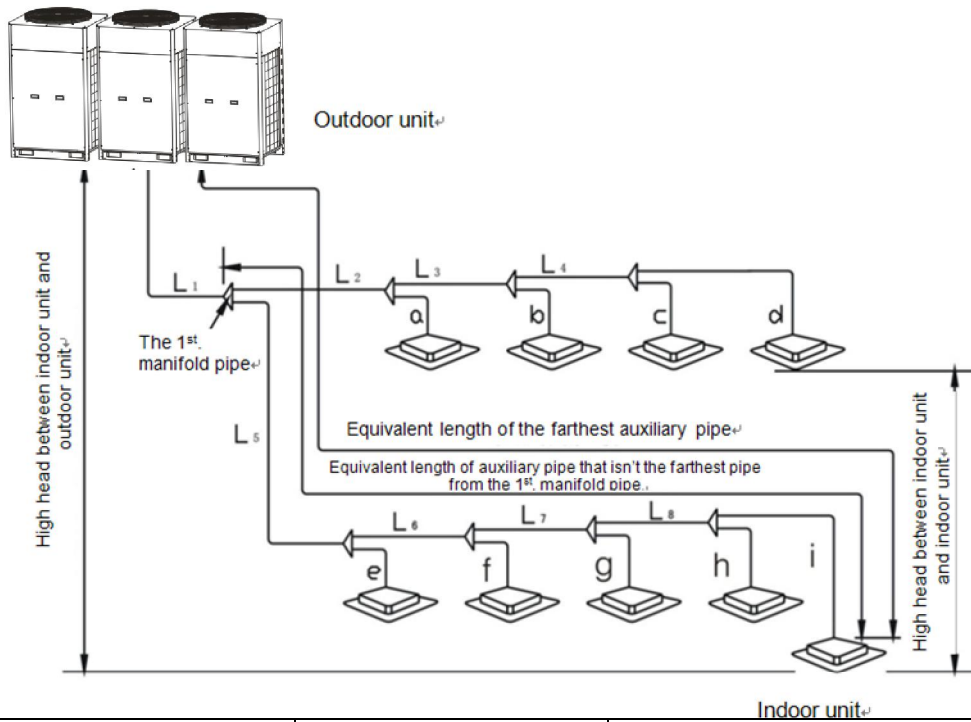 Outdoor unit
High head between indoor unit and
outdoor unit
L1
L2
L3
L4
The 1st.
manifold pipe
a
b
c
d
L5
Equivalent length of the farthest auxiliary pipe
Equivalent length of auxiliary pipe that isn't the farthest pipe
from the 1st. manifold pipe.
High head between indoor unit
and indoor unit
L6
L7
L8
e
f
g
h
i
Indoor unit